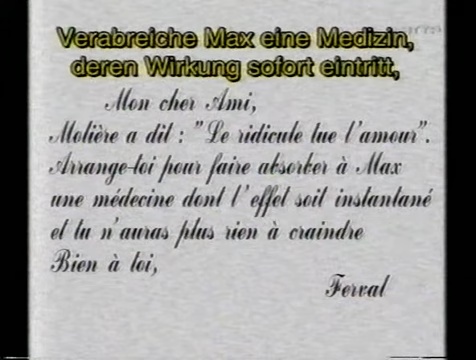 Verabreiche Max eine Medizin,
deren Wirkung sofort eintritt,
Mon cher Ami,
Molière a dit : "Le ridicule tue l'amour".
Arrange-toi pour faire absorber à Max
une médecine dont l'effet soit instantané
et tu n'auras plus rien à craindre
Bien à toi,
Ferval